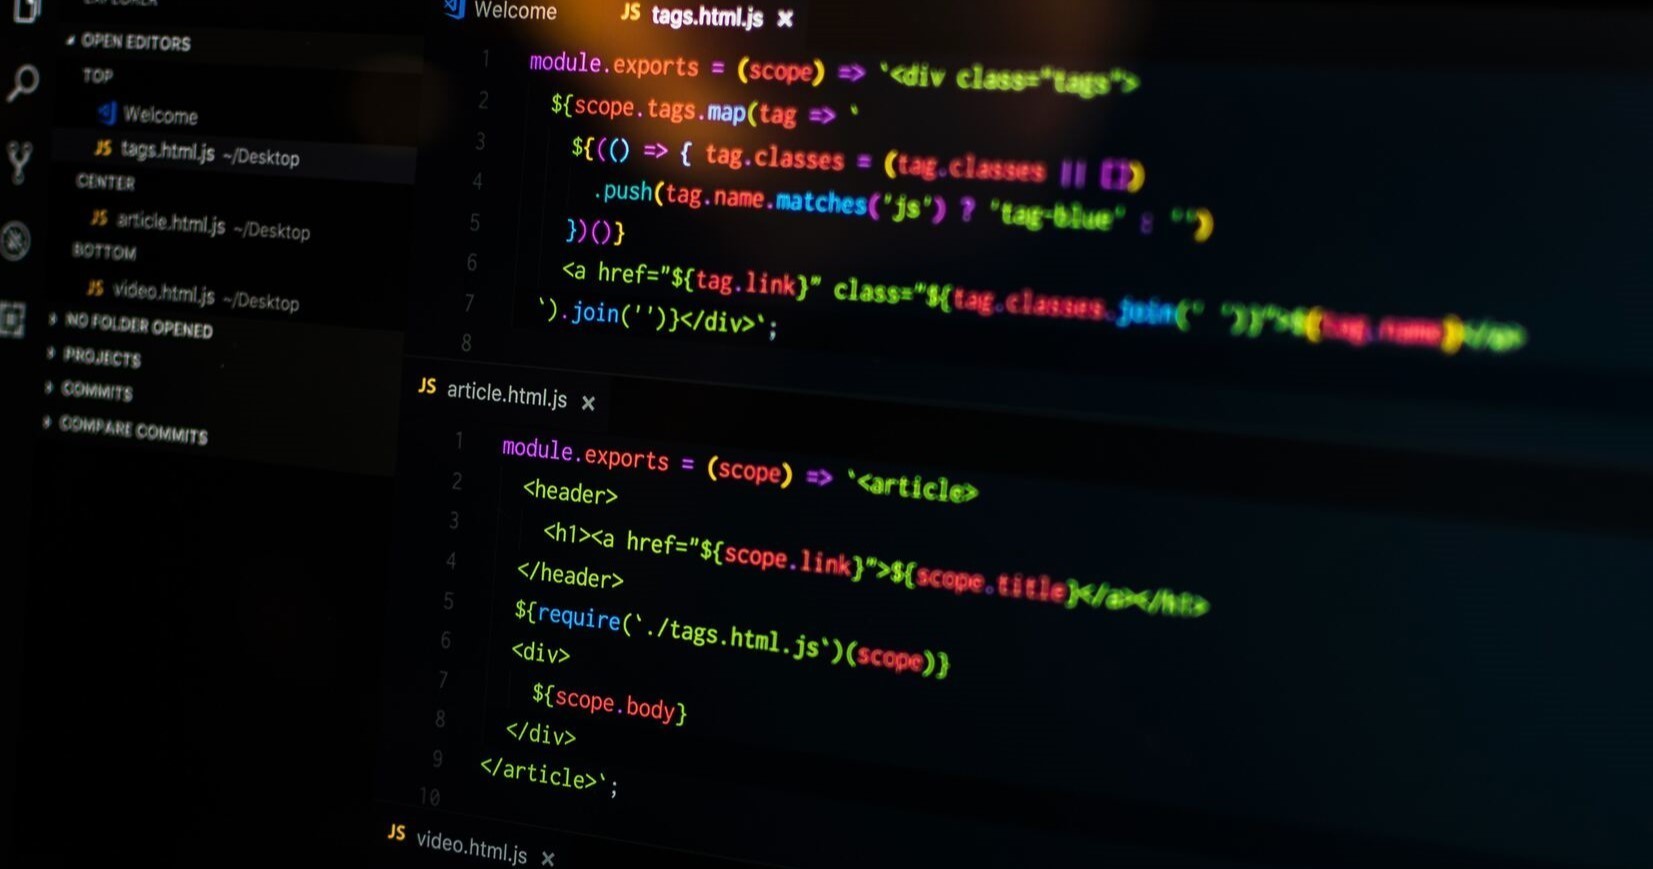 EXPLORER
OPEN EDITORS
TOP
Welcome
JS tags.html.js ~/Desktop
CENTER
JS article.html.js ~/Desktop
BOTTOM
JS video.html.js ~/Desktop
NO FOLDER OPENED
PROJECTS
COMMITS
COMPARE COMMITS
Welcome JS tags.html.js ×
1 module.exports = (scope) => `<div class="tags">
2 ${scope.tags.map(tag => `
3 ${(() => { tag.classes = (tag.classes || [])
4 .push(tag.name.matches('js') ? 'tag-blue' : '')
5 })()}
6 <a href="${tag.link}" class="${tag.classes.join(' ')}">${tag.name}</a>
7 `).join('')}</div>`;
8
JS article.html.js ×
1 module.exports = (scope) => `<article>
2 <header>
3 <h1><a href="${scope.link}">${scope.title}</a></h1>
4 </header>
5 ${require(`./tags.html.js`)(scope)}
6 <div>
7 ${scope.body}
8 </div>
9 </article>`;
10
JS video.html.js ×